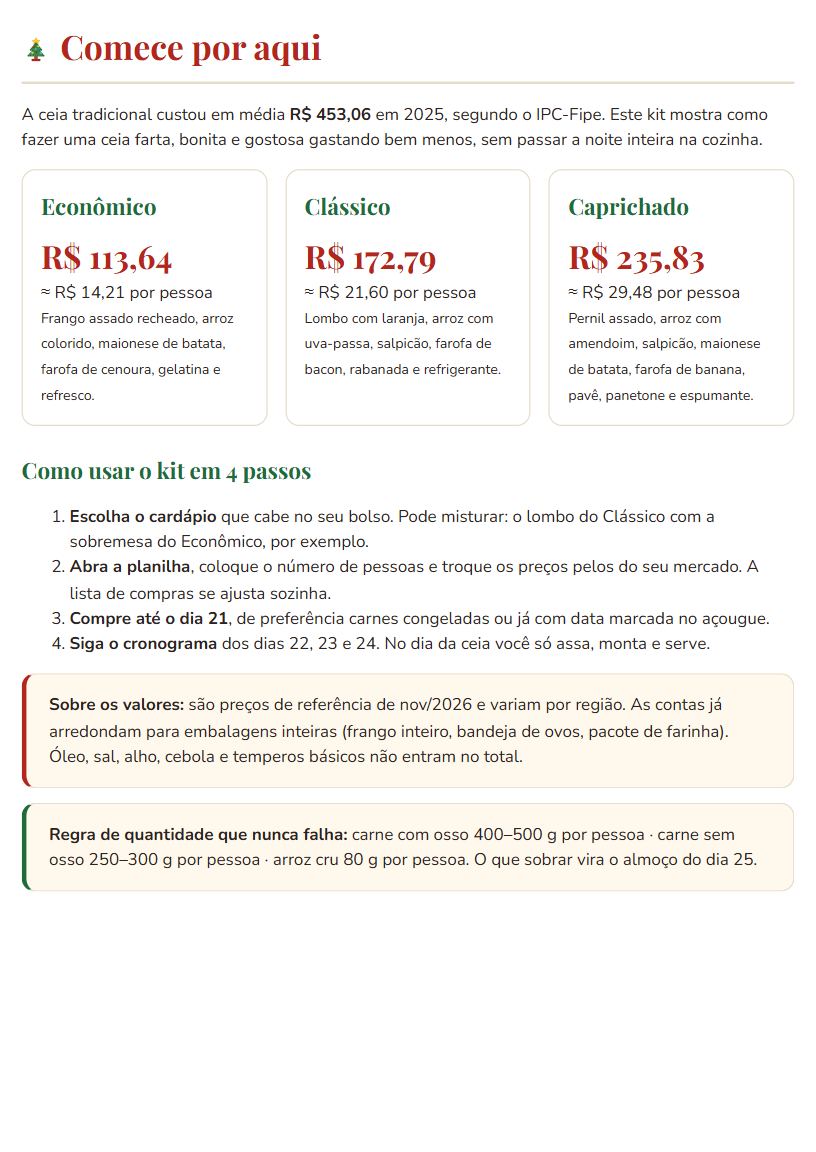 Comece por aqui
A ceia tradicional custou em média R$ 453,06 em 2025, segundo o IPC-Fipe. Este kit mostra como
fazer uma ceia farta, bonita e gostosa gastando bem menos, sem passar a noite inteira na cozinha.
Econômico
R$ 113,64
≈ R$ 14,21 por pessoa
Frango assado recheado, arroz
colorido, maionese de batata,
farofa de cenoura, gelatina e
refresco.
Clássico
R$ 172,79
≈ R$ 21,60 por pessoa
Lombo com laranja, arroz com
uva-passa, salpicão, farofa de
bacon, rabanada e refrigerante.
Caprichado
R$ 235,83
≈ R$ 29,48 por pessoa
Pernil assado, arroz com
amendoim, salpicão, maionese
de batata, farofa de banana,
pavê, panetone e espumante.
Como usar o kit em 4 passos
1. Escolha o cardápio que cabe no seu bolso. Pode misturar: o lombo do Clássico com a
sobremesa do Econômico, por exemplo.
2. Abra a planilha, coloque o número de pessoas e troque os preços pelos do seu mercado. A
lista de compras se ajusta sozinha.
3. Compre até o dia 21, de preferência carnes congeladas ou já com data marcada no açougue.
4. Siga o cronograma dos dias 22, 23 e 24. No dia da ceia você só assa, monta e serve.
Sobre os valores: são preços de referência de nov/2026 e variam por região. As contas já
arredondam para embalagens inteiras (frango inteiro, bandeja de ovos, pacote de farinha).
Óleo, sal, alho, cebola e temperos básicos não entram no total.
Regra de quantidade que nunca falha: carne com osso 400–500 g por pessoa · carne sem
osso 250–300 g por pessoa · arroz cru 80 g por pessoa. O que sobrar vira o almoço do dia 25.